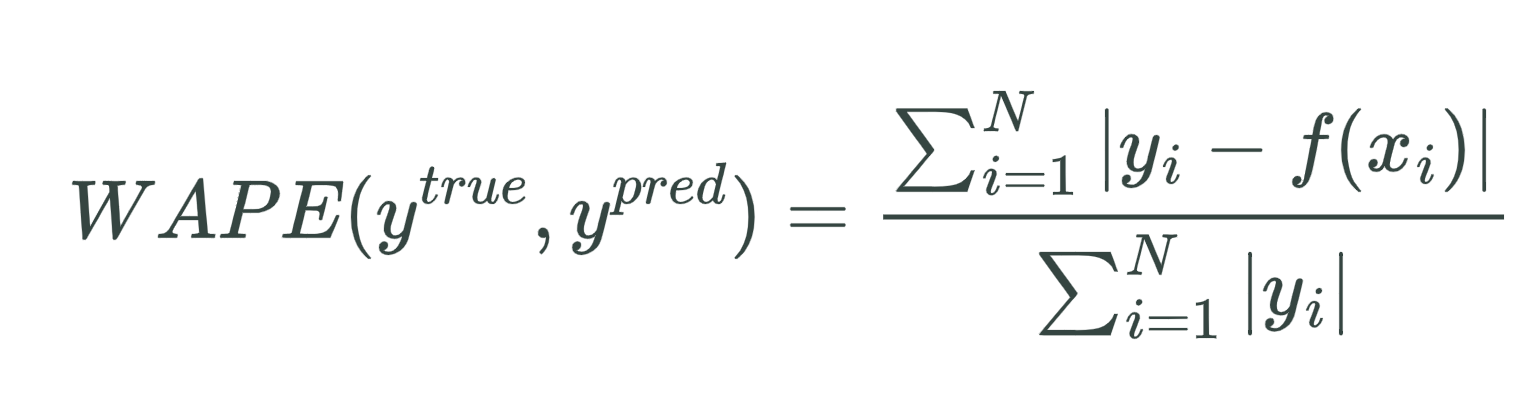 WAPE(y^{true}, y^{pred}) = \frac{\sum_{i=1}^{N} |y_i - f(x_i)|}{\sum_{i=1}^{N} |y_i|}